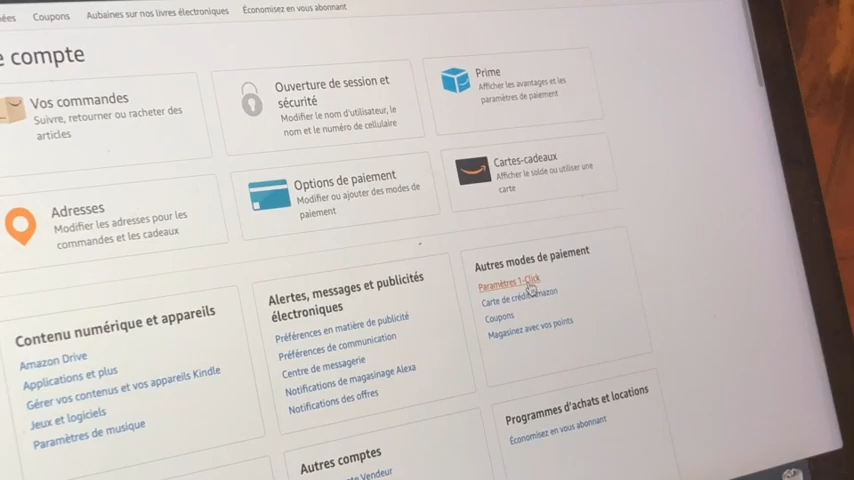 Coupons
Aubaines sur nos livres électroniques
Économisez en vous abonnant
compte
Vos commandes
Suivre, retourner ou racheter des
articles
Ouverture de session et
sécurité
Modifier le nom d'utilisateur, le
nom et le numéro de cellulaire
Prime
Afficher les avantages et les
paramètres de paiement
Adresses
Modifier les adresses pour les
commandes et les cadeaux
Options de paiement
Modifier ou ajouter des modes de
paiement
Cartes-cadeaux
Afficher le solde ou utiliser une
carte
Contenu numérique et appareils
Amazon Drive
Applications et plus
Gérer vos contenus et vos appareils Kindle
Jeux et logiciels
Paramètres de musique
Alertes, messages et publicités
électroniques
Préférences en matière de publicité
Préférences de communication
Centre de messagerie
Notifications de magasinage Alexa
Notifications des offres
Autres modes de paiement
Paramètres 1-Click
Carte de crédit Amazon
Coupons
Magasinez avec vos points
Autres comptes
Vendeur
Programmes d'achats et locations
Économisez en vous abonnant